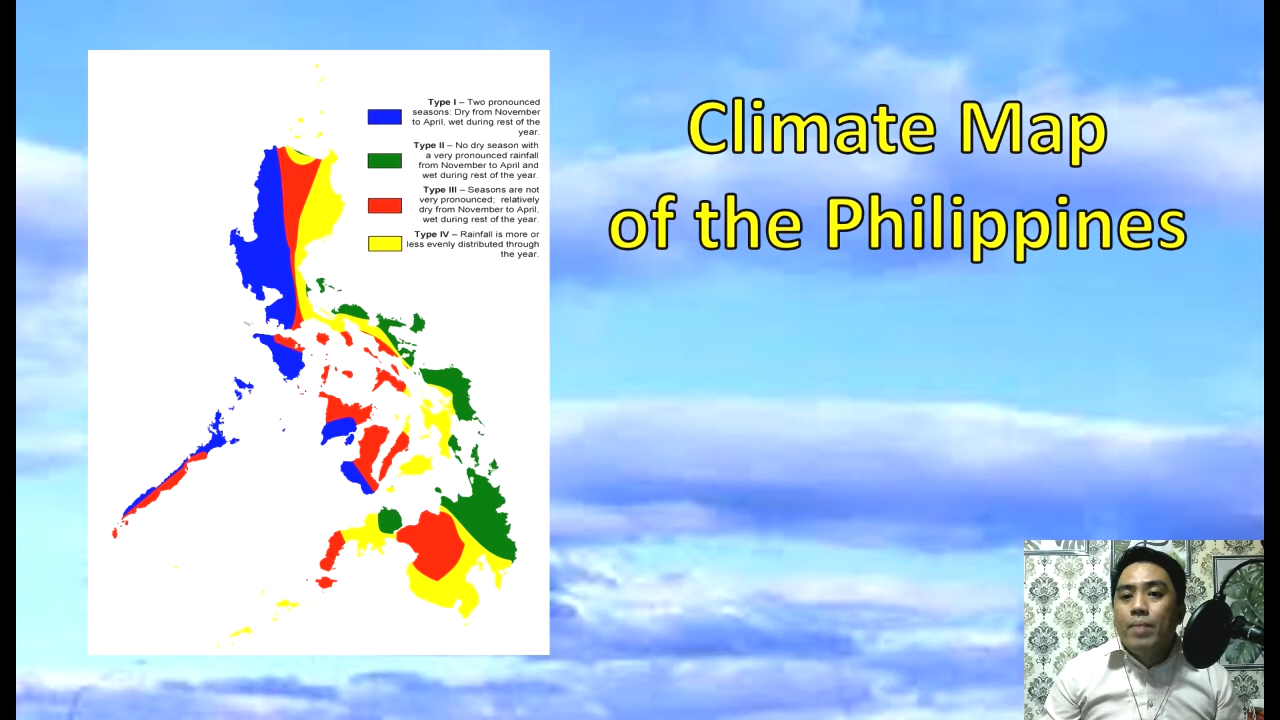 Type I – Two pronounced
seasons: Dry from November
to April, wet during rest of the
year.
Type II – No dry season with
a very pronounced rainfall
from November to April and
wet during rest of the year.
Type III – Seasons are not
very pronounced; relatively
dry from November to April,
wet during rest of the year.
Type IV – Rainfall is more or
less evenly distributed through
the year.
Climate Map
of the Philippines